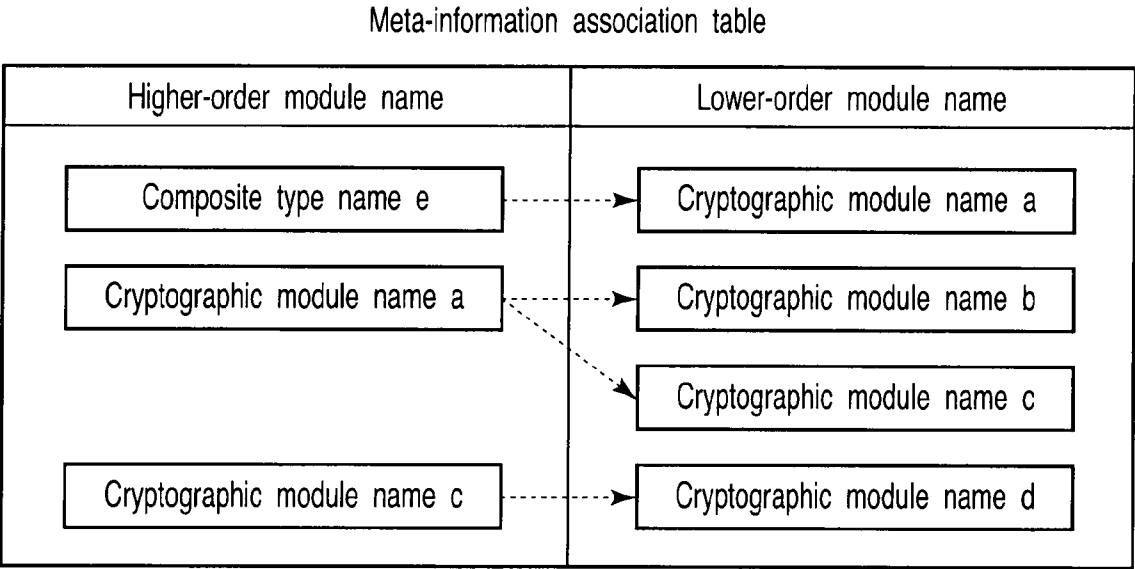 Meta-information association table
Higher-order module name
Lower-order module name
Composite type name e
Cryptographic module name a
Cryptographic module name a
Cryptographic module name b
Cryptographic module name c
Cryptographic module name c
Cryptographic module name d